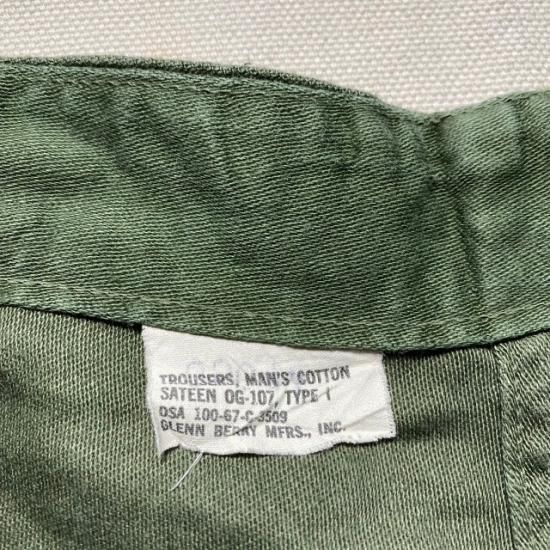 TROUSERS, MAN'S COTTON
SATEEN OG-107, TYPE I
DSA 100-67-C-3509
GLENN BERRY MFRS., INC.